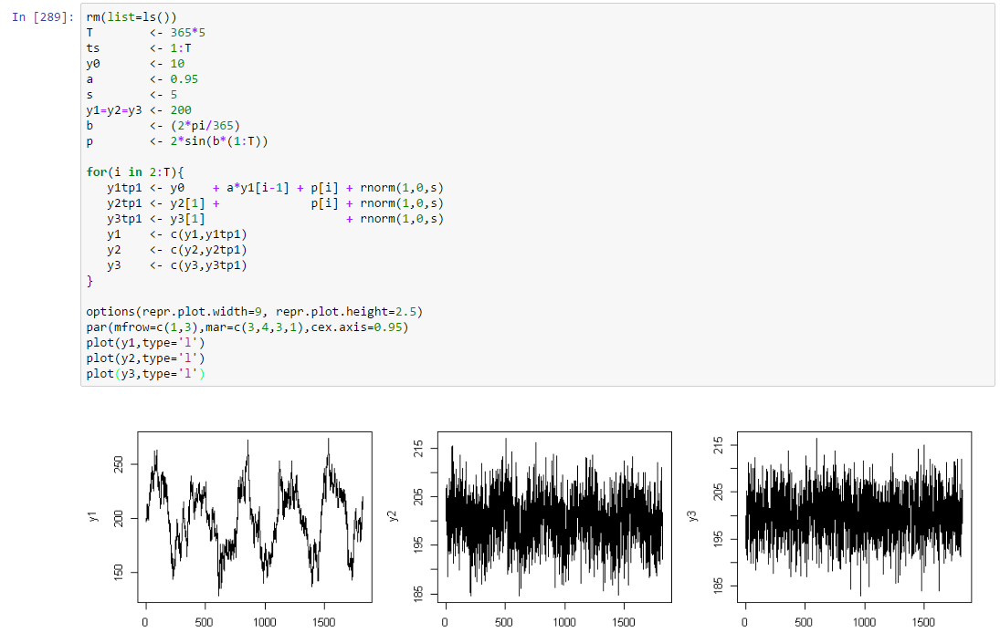 In [289]:
rm(list=ls())
T        <- 365*5
ts       <- 1:T
y0       <- 10
a        <- 0.95
s        <- 5
y1=y2=y3 <- 200
b        <- (2*pi/365)
p        <- 2*sin(b*(1:T))
for(i in 2:T){
   y1tp1 <- y0    + a*y1[i-1] + p[i] + rnorm(1,0,s)
   y2tp1 <- y2[1] +             p[i] + rnorm(1,0,s)
   y3tp1 <- y3[1]                    + rnorm(1,0,s)
   y1    <- c(y1,y1tp1)
   y2    <- c(y2,y2tp1)
   y3    <- c(y3,y3tp1)
}
options(repr.plot.width=9, repr.plot.height=2.5)
par(mfrow=c(1,3),mar=c(3,4,3,1),cex.axis=0.95)
plot(y1,type='l')
plot(y2,type='l')
plot(y3,type='l')
y1
250
200
150
0 500 1000 1500
y2
215
205
195
185
0 500 1000 1500
y3
215
205
195
185
0 500 1000 1500